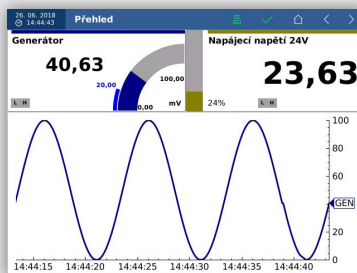 26. 06. 2018
14:44:43
Přehled
Generátor
40,63
20,00
100,00
0,00
mV
L H
Napájecí napětí 24V
23,63
24%
L H
100
60
GEN
20
0
14:44:15 14:44:20 14:44:25 14:44:30 14:44:35 14:44:40